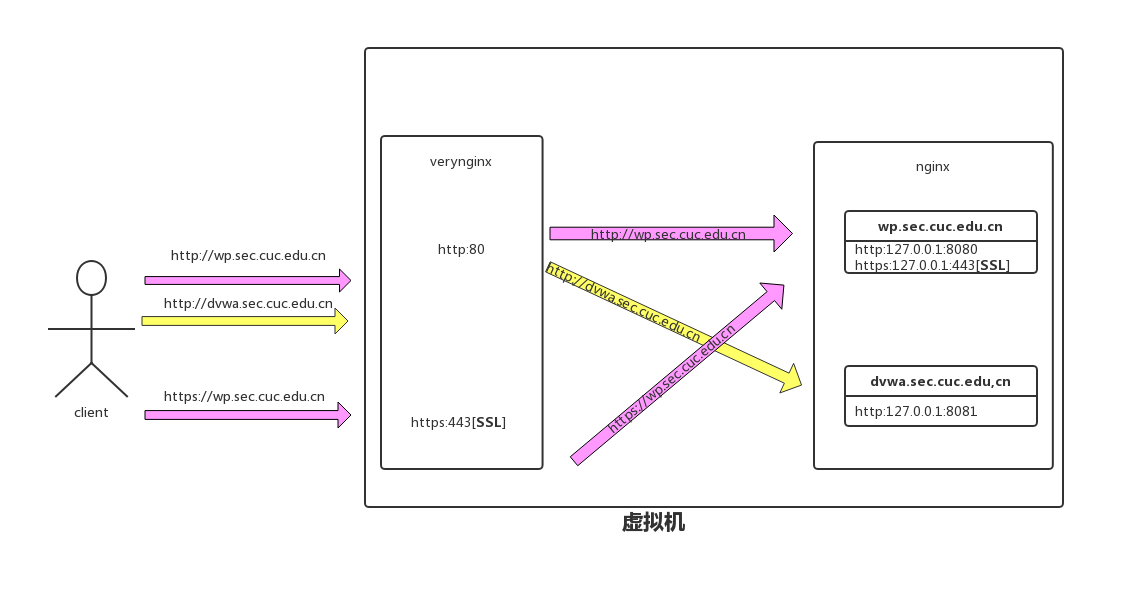 http://wp.sec.cuc.edu.cn
http://dvwa.sec.cuc.edu.cn
https://wp.sec.cuc.edu.cn
client
verynginx
http:80
https:443[SSL]
http://wp.sec.cuc.edu.cn
http://dvwa.sec.cuc.edu.cn
https://wp.sec.cuc.edu.cn
nginx
wp.sec.cuc.edu.cn
http:127.0.0.1:8080
https:127.0.0.1:443[SSL]
dvwa.sec.cuc.edu,cn
http:127.0.0.1:8081
虚拟机